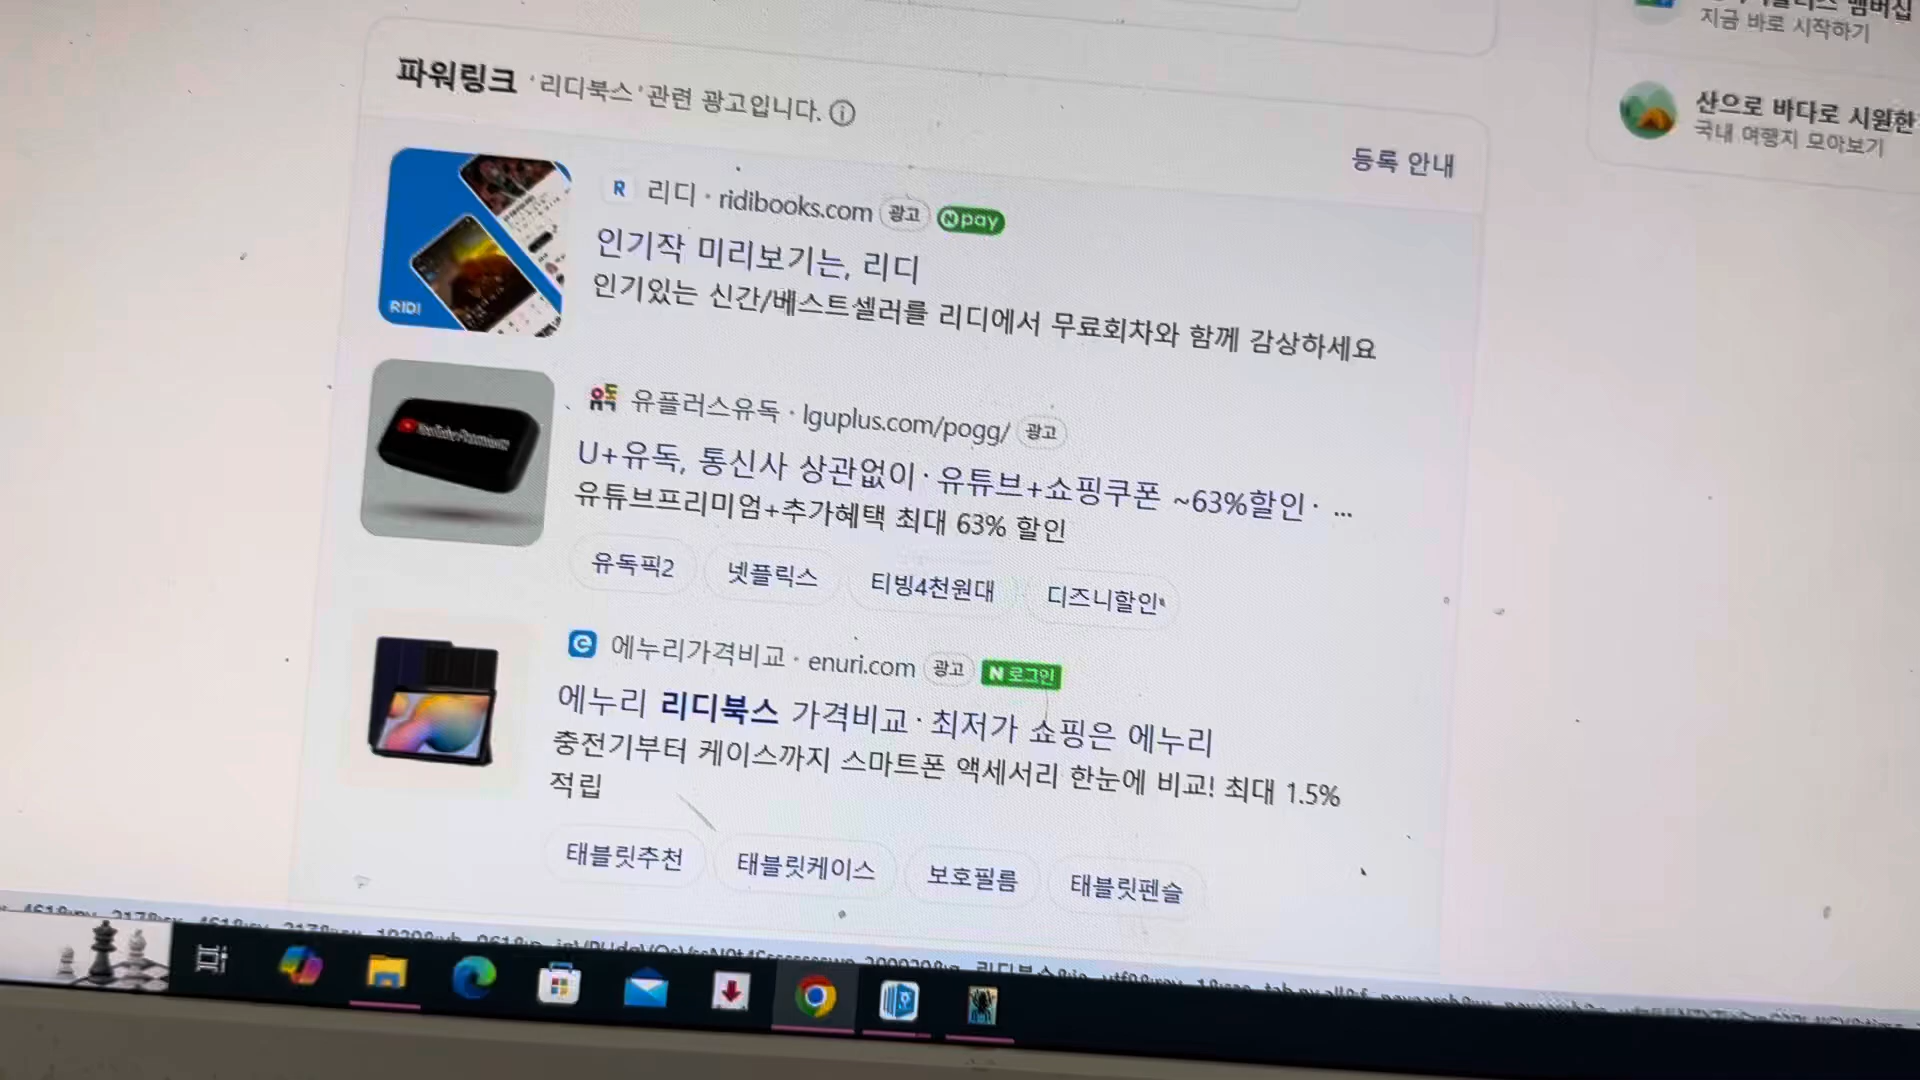 파워링크 '리디북스' 관련 광고입니다.
등록 안내
RIDI
R 리디 · ridibooks.com 광고 N pay
인기작 미리보기는, 리디
인기있는 신간/베스트셀러를 리디에서 무료회차와 함께 감상하세요
YouTube Premium
유독 유플러스유독 · lguplus.com/pogg/ 광고
U+유독, 통신사 상관없이 · 유튜브+쇼핑쿠폰 ~63%할인 · ...
유튜브프리미엄+추가혜택 최대 63% 할인
유독픽2 넷플릭스 티빙4천원대 디즈니할인
에누리가격비교 · enuri.com 광고 N 로그인
에누리 리디북스 가격비교 · 최저가 쇼핑은 에누리
충전기부터 케이스까지 스마트폰 액세서리 한눈에 비교! 최대 1.5%
적립
태블릿추천 태블릿케이스 보호필름 태블릿펜슬
멤버십
지금 바로 시작하기
산으로 바다로 시원한
국내 여행지 모아보기